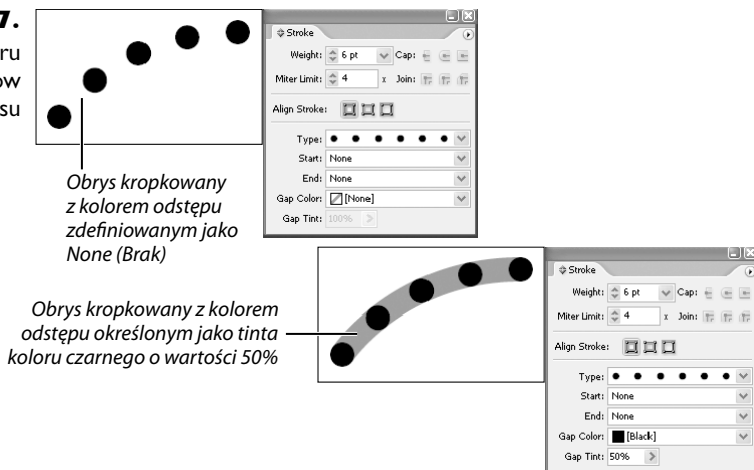 7.
ru
ow
su
Stroke
Weight: 6 pt Cap:
Miter Limit: 4 x Join:
Align Stroke:
Type:
Start: None
End: None
Gap Color: [None]
Gap Tint: 100%
Obrys kropkowany
z kolorem odstępu
zdefiniowanym jako
None (Brak)
Stroke
Weight: 6 pt Cap:
Miter Limit: 4 x Join:
Align Stroke:
Type:
Start: None
End: None
Gap Color: [Black]
Gap Tint: 50%
Obrys kropkowany z kolorem
odstępu określonym jako tinta
koloru czarnego o wartości 50%